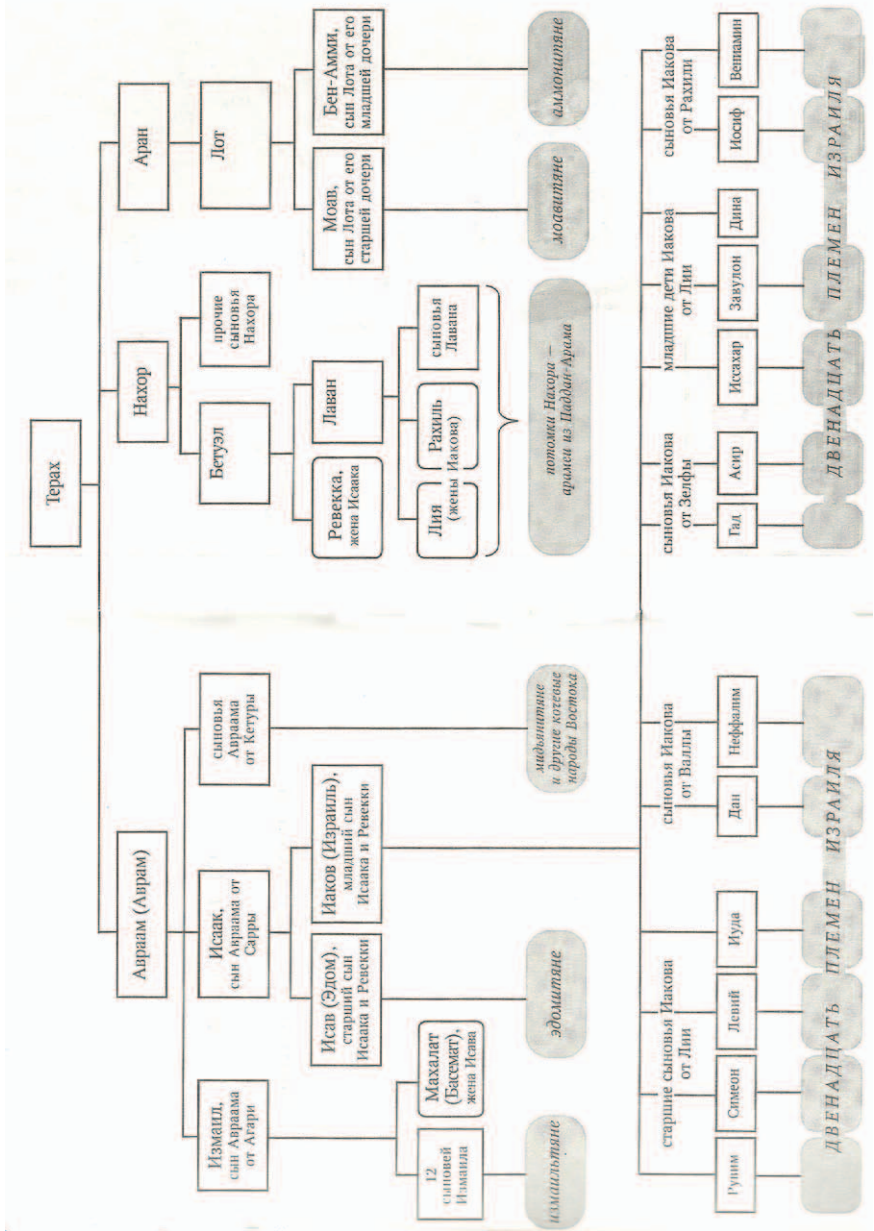 Терах
Авраам (Аврам)
Нахор
Аран
Измаил,
сын Авраама
от Агари
Исаак,
сын Авраама от
Сарры
сыновья
Авраама
от Кетуры
Бетуэл
прочие
сыновья
Нахора
Лот
Исав (Эдом),
старший сын
Исаака и Ревекки
Иаков (Израиль),
младший сын
Исаака и Ревекки
Ревекка,
жена Исаака
Лаван
Моав,
сын Лота от его
старшей дочери
Бен-Амми,
сын Лота от его
младшей дочери
12
сыновей
Измаила
Махалат
(Басемат),
жена Исава
Лия
Рахиль
(жены Иакова)
сыновья
Лавана
измаильтяне
эдомитяне
мидьянитяне
и другие кочевые
народы Востока
потомки Нахора —
арамеи из Паддан-Арама
моавитяне
аммонитяне
старшие сыновья Иакова
от Лии
сыновья Иакова
от Валлы
сыновья Иакова
от Зелфы
младшие дети Иакова
от Лии
сыновья Иакова
от Рахили
Рувим
Симеон
Левий
Иуда
Дан
Неффалим
Гад
Асир
Иссахар
Завулон
Дина
Иосиф
Вениамин
ДВЕНАДЦАТЬ ПЛЕМЕН ИЗРАИЛЯ
ДВЕНАДЦАТЬ ПЛЕМЕН ИЗРАИЛЯ